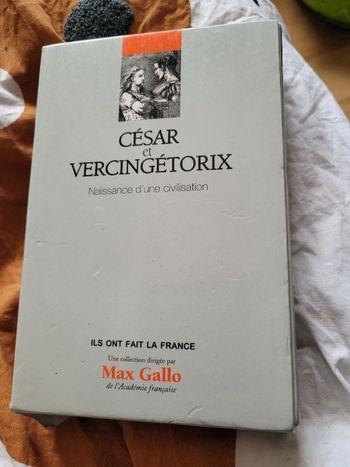 CÉSAR
et
VERCINGÉTORIX
Naissance d'une civilisation
ILS ONT FAIT LA FRANCE
Une collection dirigée par
Max Gallo
de l'Académie française